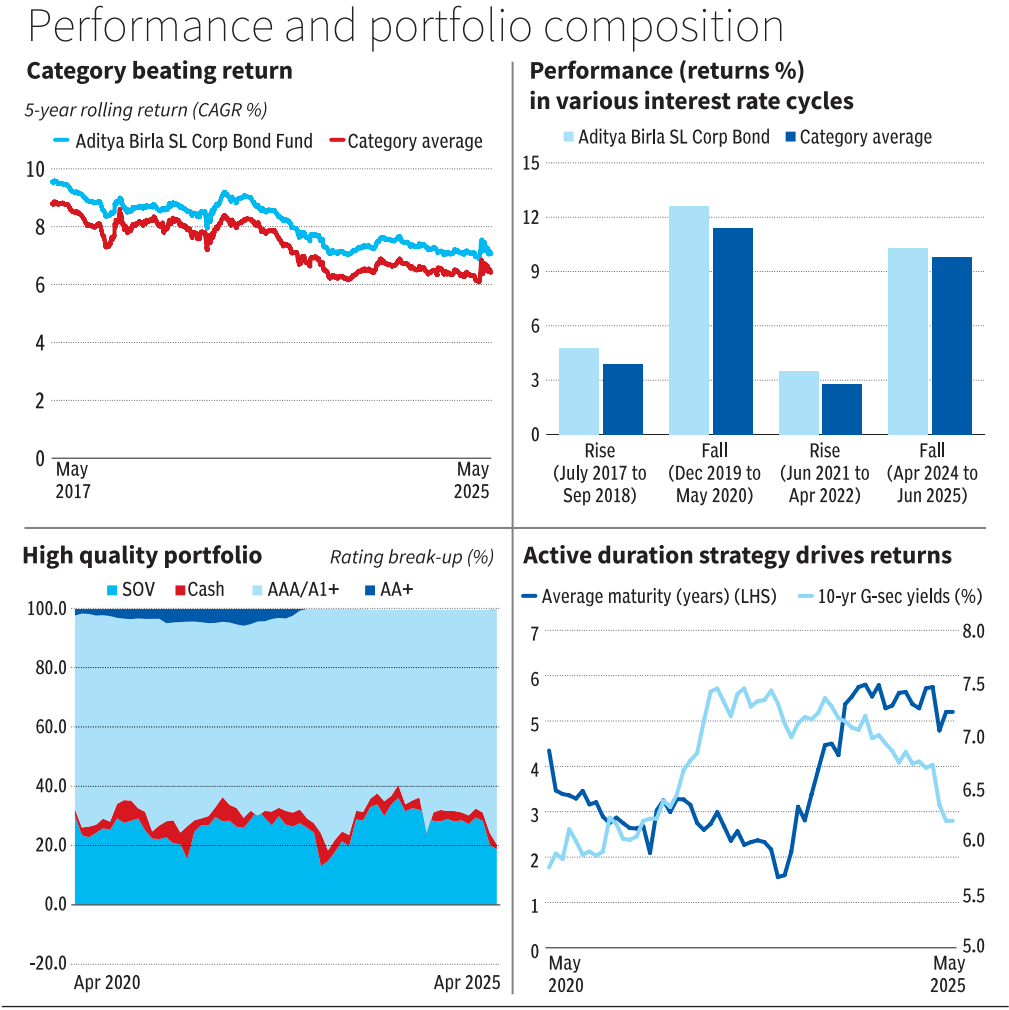 Performance and portfolio composition
Category beating return
5-year rolling return (CAGR %)
Aditya Birla SL Corp Bond Fund
Category average
10
8
6
4
2
0
May
2017
May
2025
Performance (returns %)
in various interest rate cycles
Aditya Birla SL Corp Bond
Category average
15
12
9
6
3
0
Rise
(July 2017 to
Sep 2018)
Fall
(Dec 2019 to
May 2020)
Rise
(Jun 2021 to
Apr 2022)
Fall
(Apr 2024 to
Jun 2025)
High quality portfolio
Rating break-up (%)
SOV
Cash
AAA/A1+
AA+
100.0
80.0
60.0
40.0
20.0
0.0
-20.0
Apr 2020
Apr 2025
Active duration strategy drives returns
Average maturity (years) (LHS)
10-yr G-sec yields (%)
7
6
5
4
3
2
1
0
8.0
7.5
7.0
6.5
6.0
5.5
5.0
May
2020
May
2025